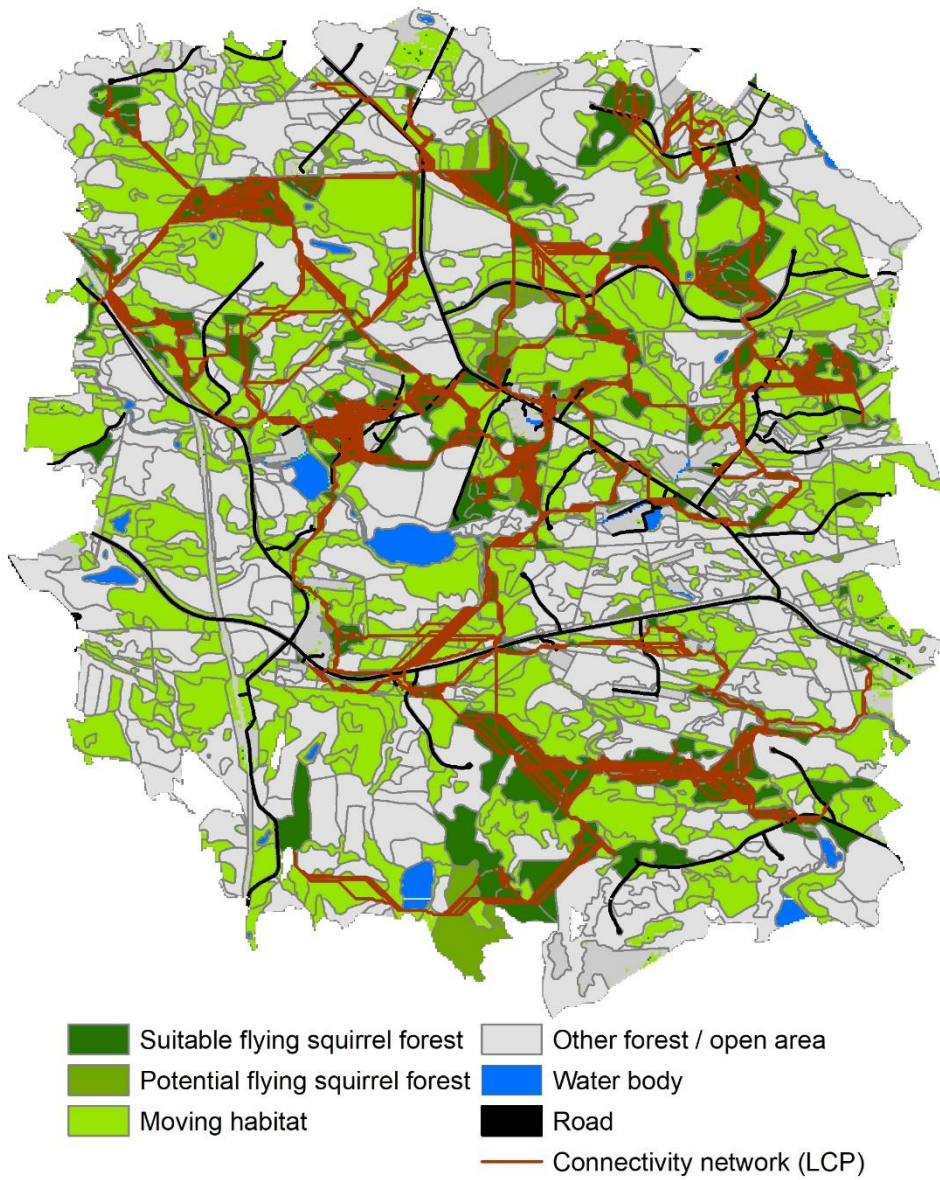 Suitable flying squirrel forest
Potential flying squirrel forest
Moving habitat
Other forest / open area
Water body
Road
Connectivity network (LCP)